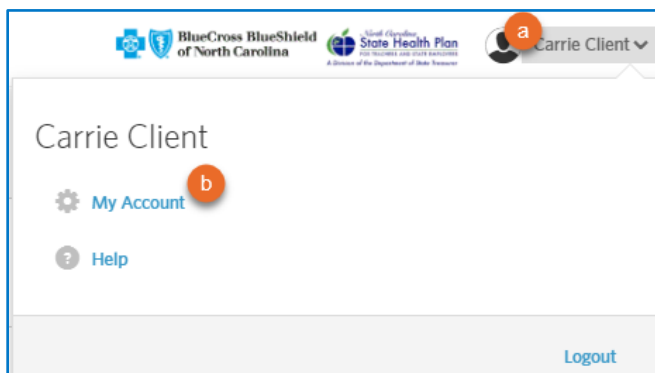 BlueCross BlueShield
of North Carolina
North Carolina
State Health Plan
FOR TEACHERS AND STATE EMPLOYEES
A Division of the Department of State Treasurer
a
Carrie Client
Carrie Client
b
My Account
? Help
Logout